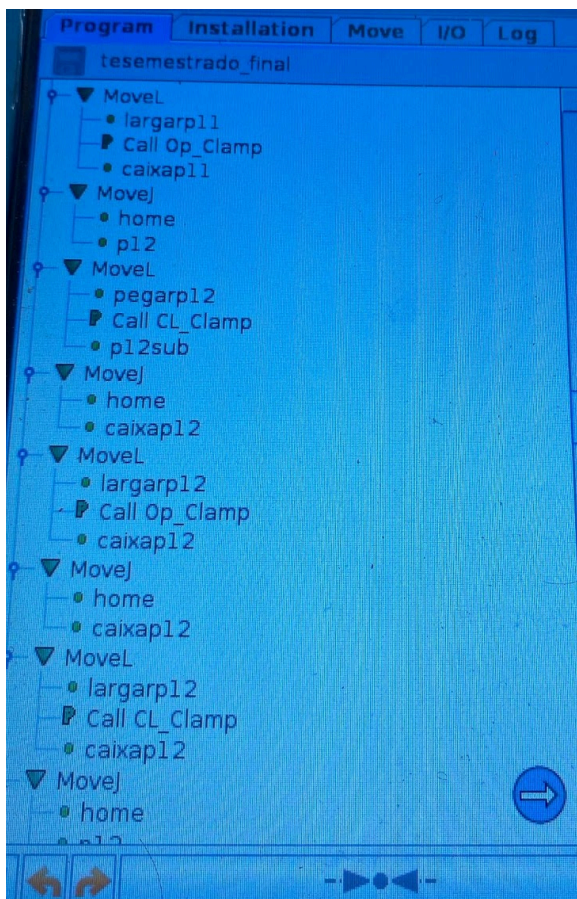 Program Installation Move I/O Log
tesemestrado_final
MoveL
largarp11
Call Op_Clamp
caixap11
MoveJ
home
p12
MoveL
pegarp12
Call CL_Clamp
p12sub
MoveJ
home
caixap12
MoveL
largarp12
Call Op_Clamp
caixap12
MoveJ
home
caixap12
MoveL
largarp12
Call CL_Clamp
caixap12
MoveJ
home